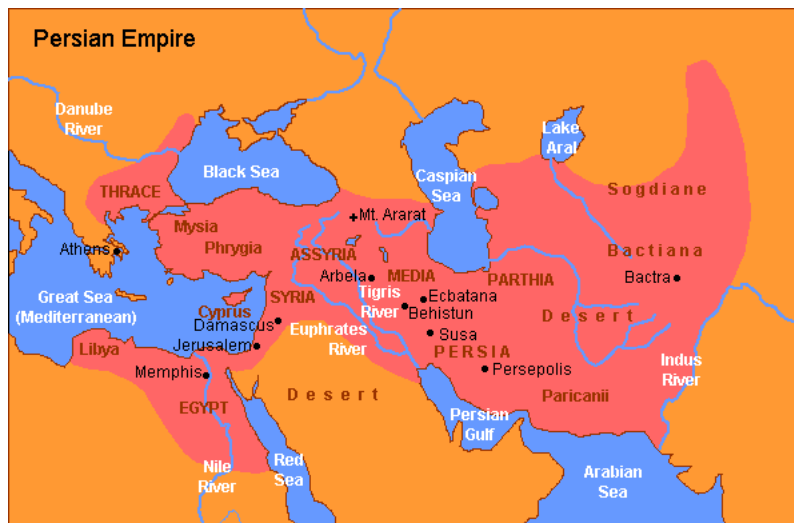 Persian Empire
Danube
River
Lake
Aral
Black Sea
Caspian
Sea
THRACE
Sogdiane
Mt. Ararat
Mysia
Phrygia
Athens
ASSYRIA
Bactiana
Arbela
MEDIA
PARTHIA
Bactra
Great Sea
(Mediterranean)
SYRIA
Tigris
River
Ecbatana
Behistun
Cyprus
Damascus
Desert
Euphrates
River
Susa
Jerusalem
Libya
PERSIA
Indus
River
Memphis
Persepolis
Desert
Paricanii
EGYPT
Persian
Gulf
Nile
River
Red
Sea
Arabian
Sea